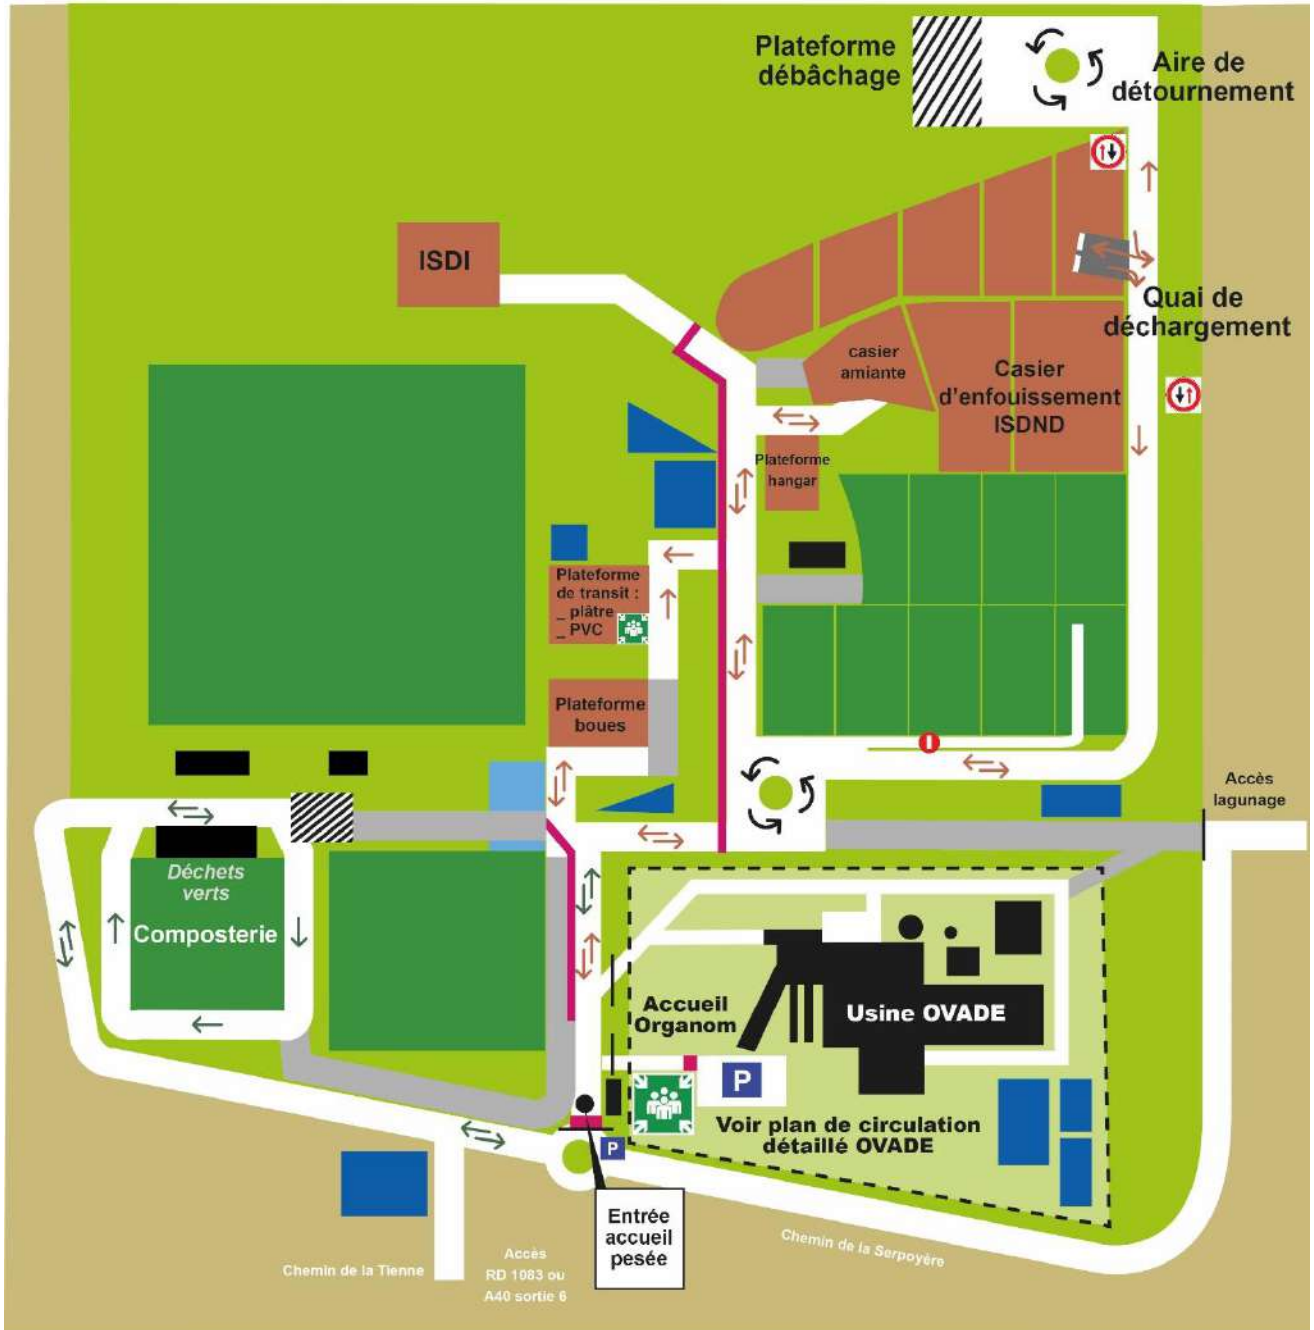 Plateforme
débâchage
Aire de
détournement
ISDI
Quai de
déchargement
casier
amiante
Casier
d'enfouissement
ISDND
Plateforme
hangar
Plateforme
de transit :
_ plâtre
_ PVC
Plateforme
boues
Accès
lagunage
Déchets
verts
Composterie
Accueil
Organom
Usine OVADE
P
Voir plan de circulation
détaillé OVADE
P
Entrée
accueil
pesée
Chemin de la Serpoyère
Chemin de la Tienne
Accès
RD 1083 ou
A40 sortie 6